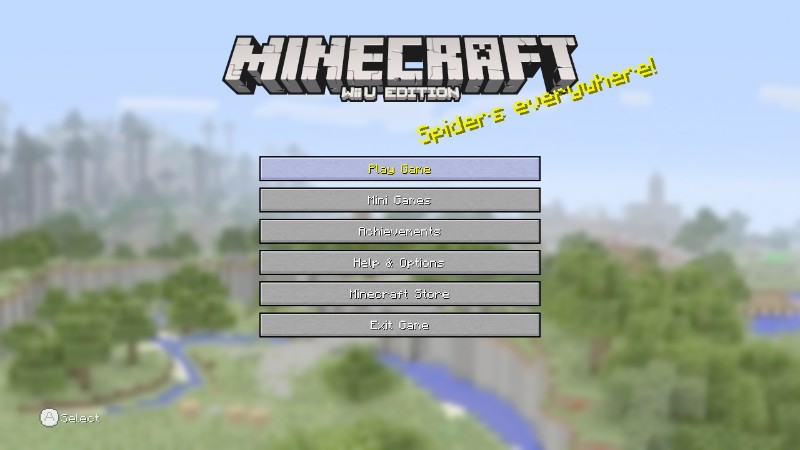 MINECRAFT
Wii U EDITION
Spiders everywhere!
Play Game
Mini Games
Achievements
Help & Options
Minecraft Store
Exit Game
A Select